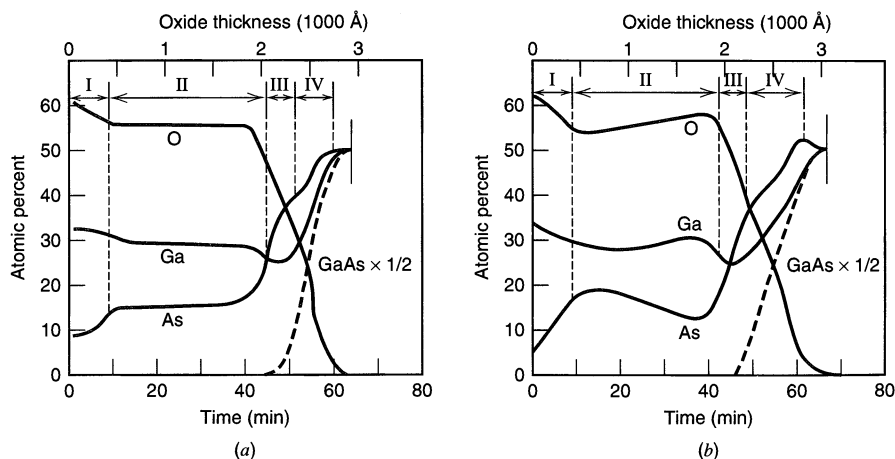 Oxide thickness (1000 Å)
0 1 2 3
I II III IV
60
50
40
30
20
10
0
Atomic percent
O
Ga
As
GaAs × 1/2
0 20 40 60 80
Time (min)
(a)
Oxide thickness (1000 Å)
0 1 2 3
I II III IV
60
50
40
30
20
10
0
Atomic percent
O
Ga
As
GaAs × 1/2
0 20 40 60 80
Time (min)
(b)